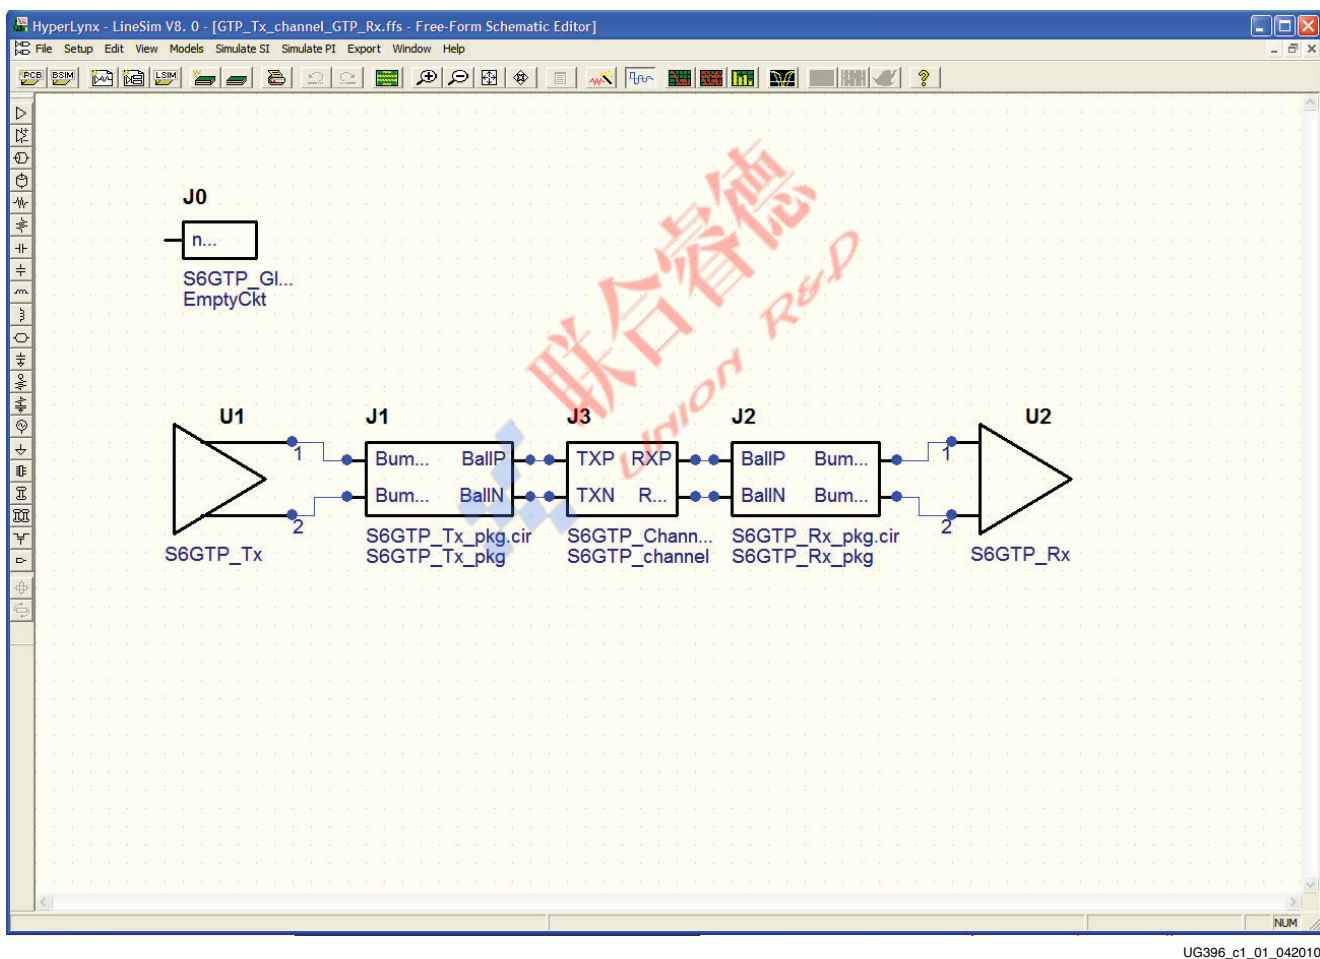 HyperLynx - LineSim V8. 0 - [GTP_Tx_channel_GTP_Rx.ffs - Free-Form Schematic Editor]
File Setup Edit View Models Simulate SI Simulate PI Export Window Help
PCB BSIM LSIM
J0
n...
S6GTP_Gl...
EmptyCkt
联合睿德
UNION R&D
U1 J1 J3 J2 U2
1 Bum... BallP TXP RXP BallP Bum... 1
2 Bum... BallN TXN R... BallN Bum... 2
S6GTP_Tx S6GTP_Tx_pkg.cir S6GTP_Chann... S6GTP_Rx_pkg.cir S6GTP_Rx
S6GTP_Tx_pkg S6GTP_channel S6GTP_Rx_pkg
NUM
UG396_c1_01_042010